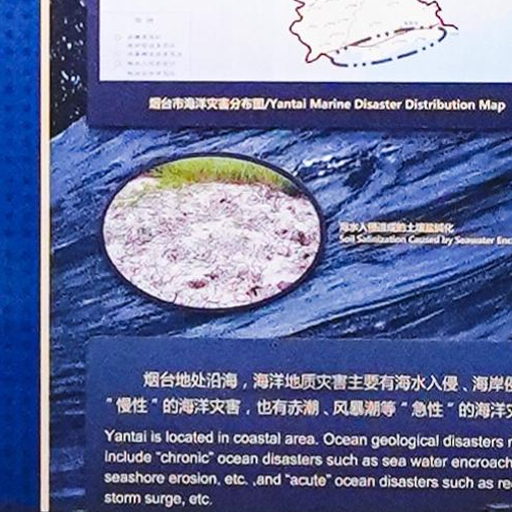 烟台市海洋灾害分布图/Yantai Marine Disaster Distribution Map
海水入侵造成的土壤盐碱化
Soil Salinization Caused by Seawater Enc
烟台地处沿海，海洋地质灾害主要有海水入侵、海岸侵
"慢性"的海洋灾害，也有赤潮、风暴潮等"急性"的海洋灾
Yantai is located in coastal area. Ocean geological disasters m
include "chronic" ocean disasters such as sea water encroach
seashore erosion, etc. ,and "acute" ocean disasters such as re
storm surge, etc.